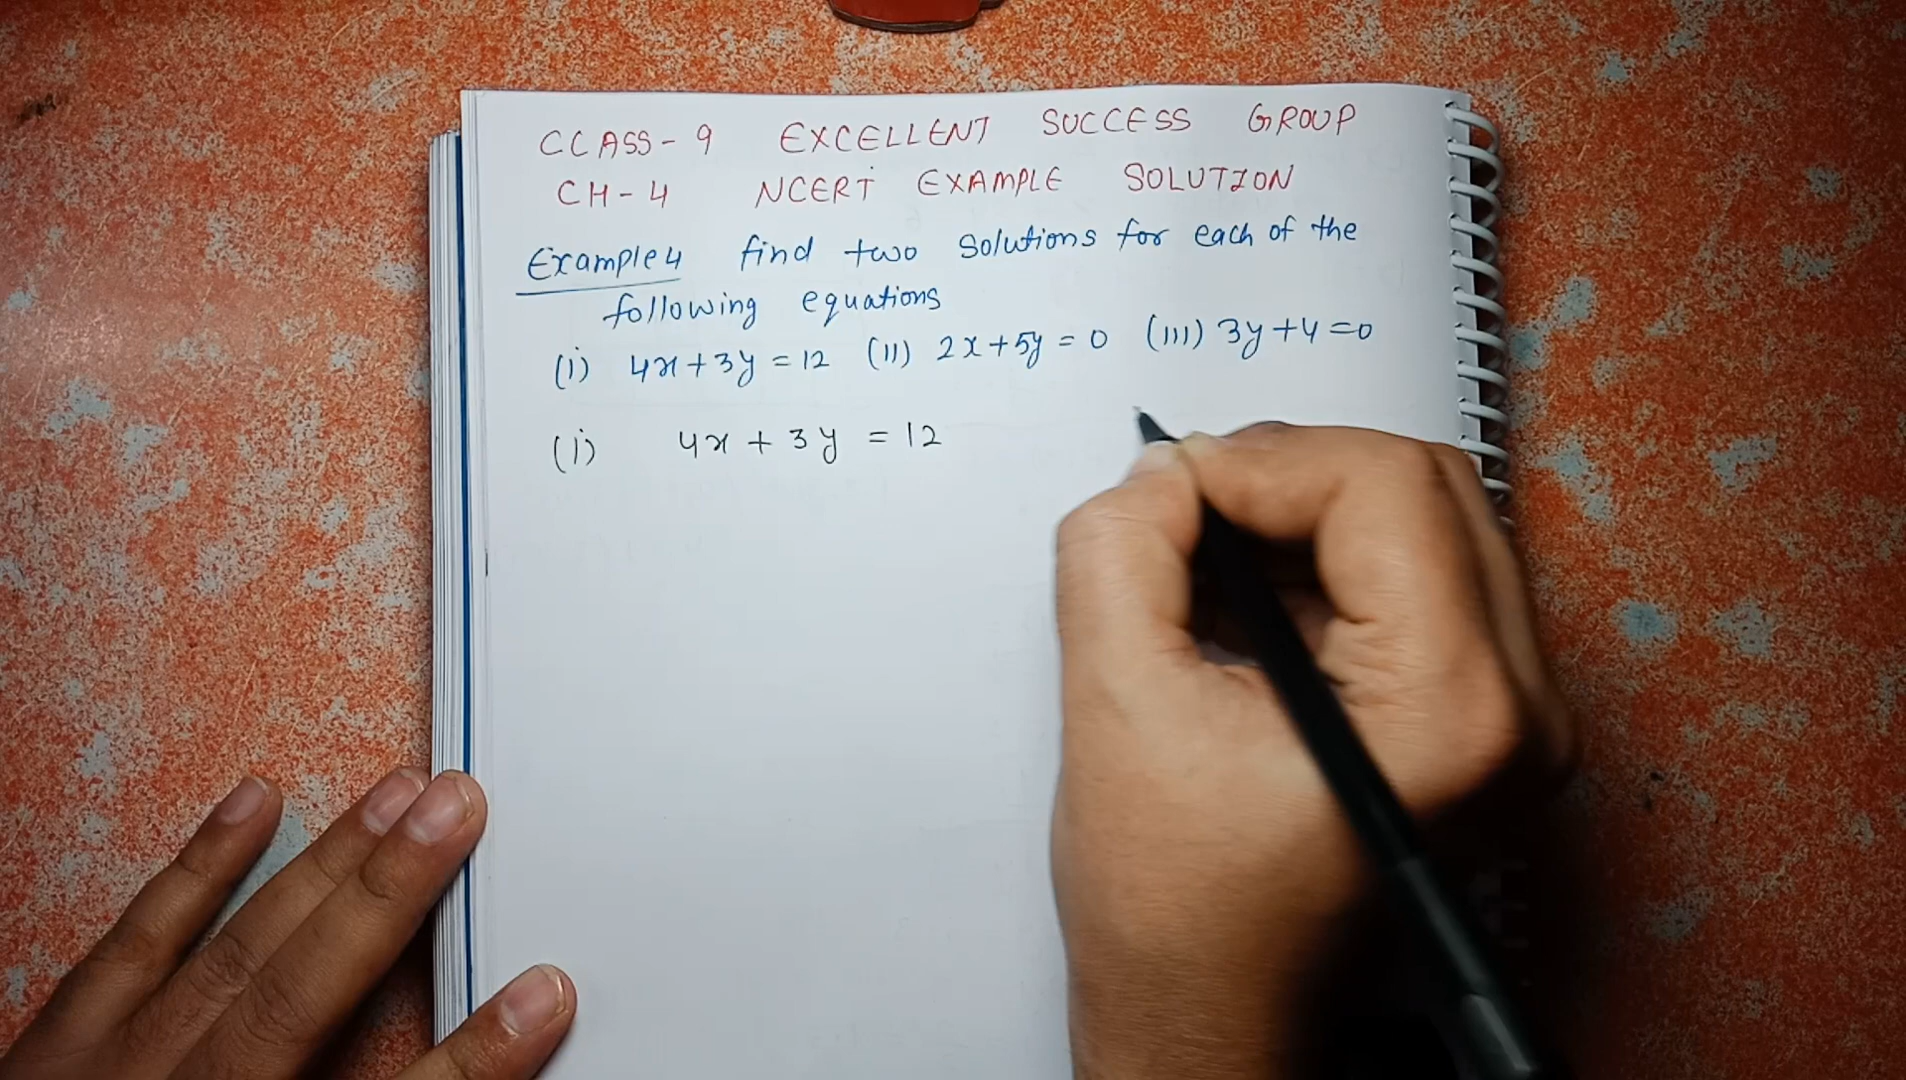 CLASS - 9 EXCELLENT SUCCESS GROUP
CH - 4 NCERT EXAMPLE SOLUTION
Example 4 find two solutions for each of the
following equations
(i) 4x + 3y = 12 (ii) 2x + 5y = 0 (iii) 3y + 4 = 0
(i) 4x + 3y = 12